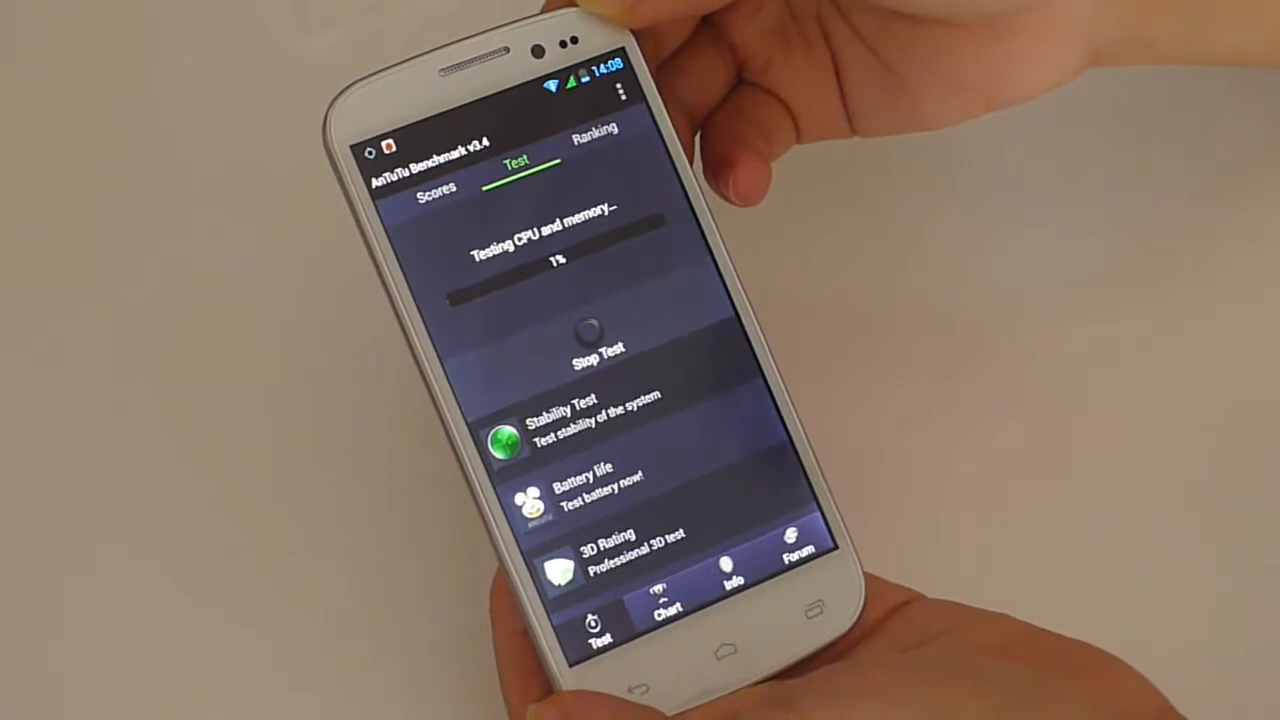 14:08
AnTuTu Benchmark v3.4
Scores
Test
Ranking
Testing CPU and memory...
1%
Stop Test
Stability Test
Test stability of the system
Battery life
Test battery now!
ANTUTU
3D Rating
Professional 3D test
Test
Chart
Info
Forum